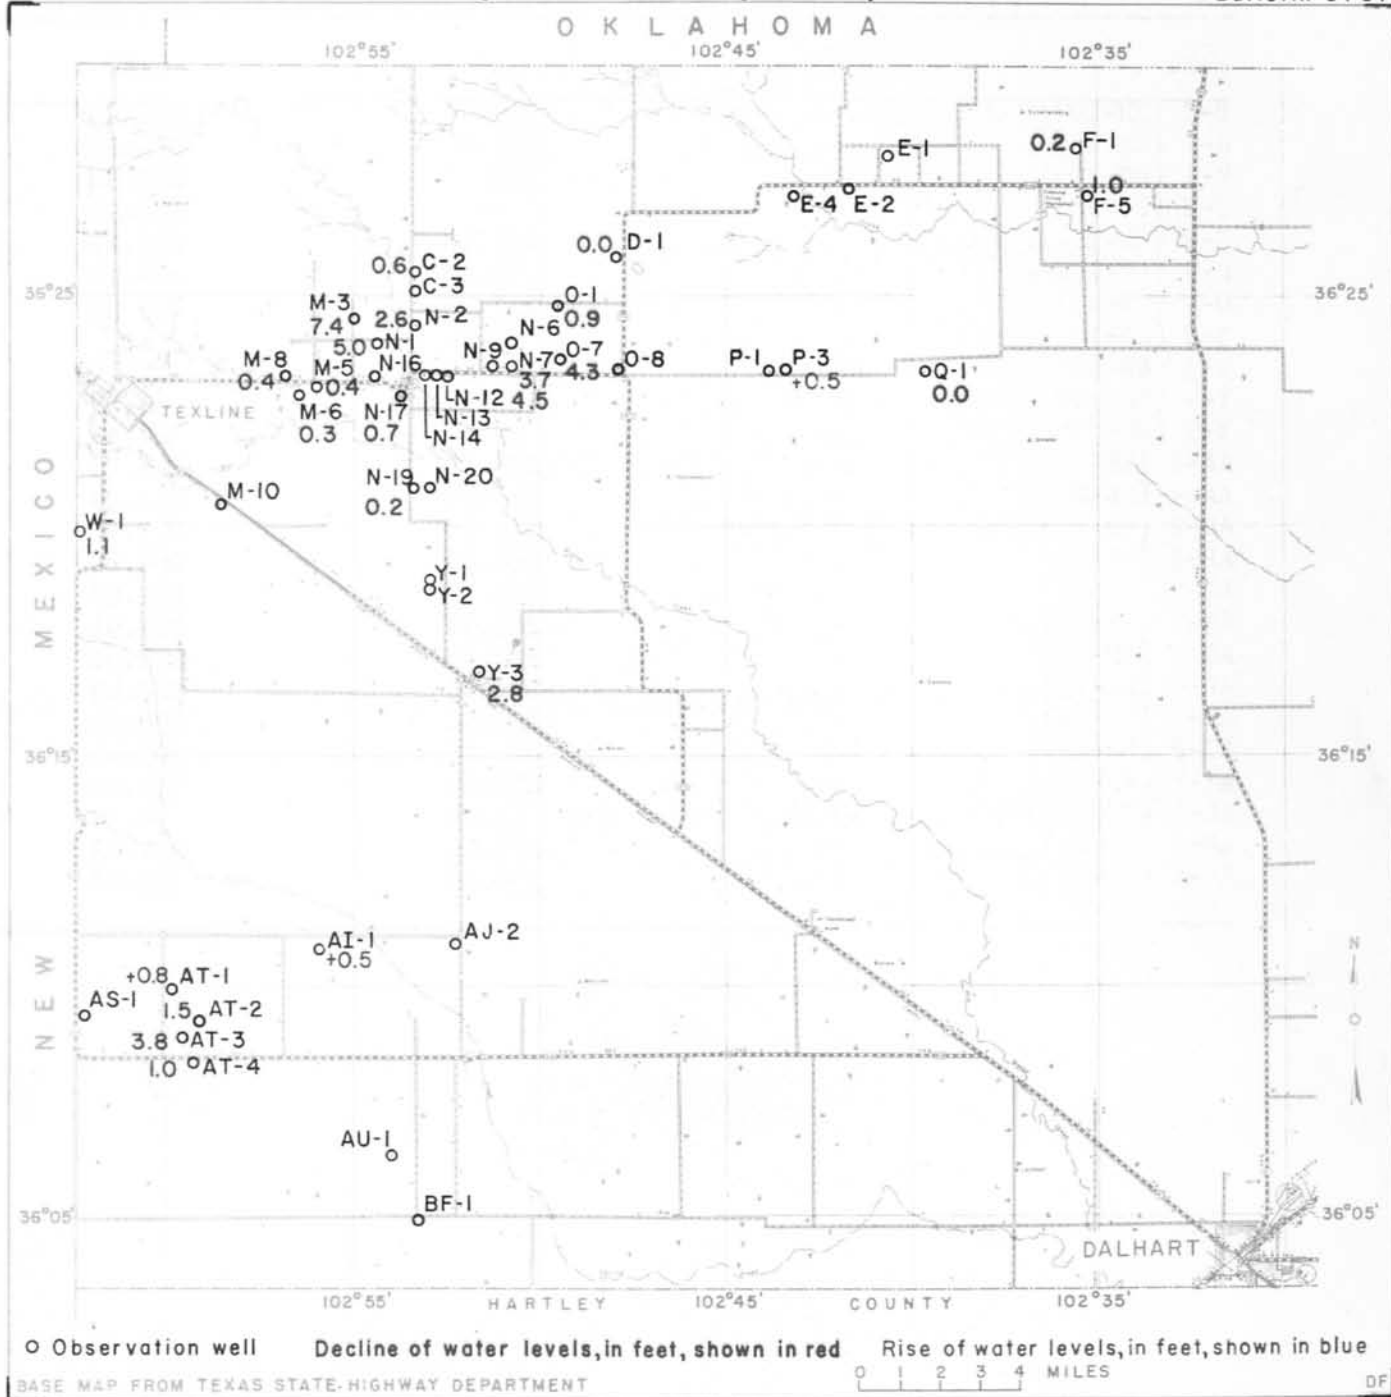 OKLAHOMA
102°55' 102°45' 102°35'
E-1
0.2 F-1
E-4 E-2
1.0
F-5
0.0 D-1
0.6 C-2
C-3
36°25' 36°25'
M-3
7.4
2.6 N-2
O-1
0.9
5.0 N-1
N-6
M-8
0.4
M-5
0.4
N-16
N-9
N-7
3.7
O-7
4.3
O-8
P-1 P-3
+0.5
Q-1
0.0
TEXLINE
M-6
0.3
N-17
0.7
N-12 4.5
N-13
N-14
N-19 N-20
0.2
M-10
W-1
1.1
Y-1
Y-2
Y-3
2.8
NEW MEXICO
36°15' 36°15'
AI-1
+0.5
AJ-2
+0.8 AT-1
AS-1
1.5 AT-2
3.8 AT-3
1.0 AT-4
N
AU-1
BF-1
36°05' 36°05'
DALHART
102°55' HARTLEY 102°45' COUNTY 102°35'
Observation well Decline of water levels, in feet, shown in red Rise of water levels, in feet, shown in blue
0 1 2 3 4 MILES
BASE MAP FROM TEXAS STATE-HIGHWAY DEPARTMENT DF